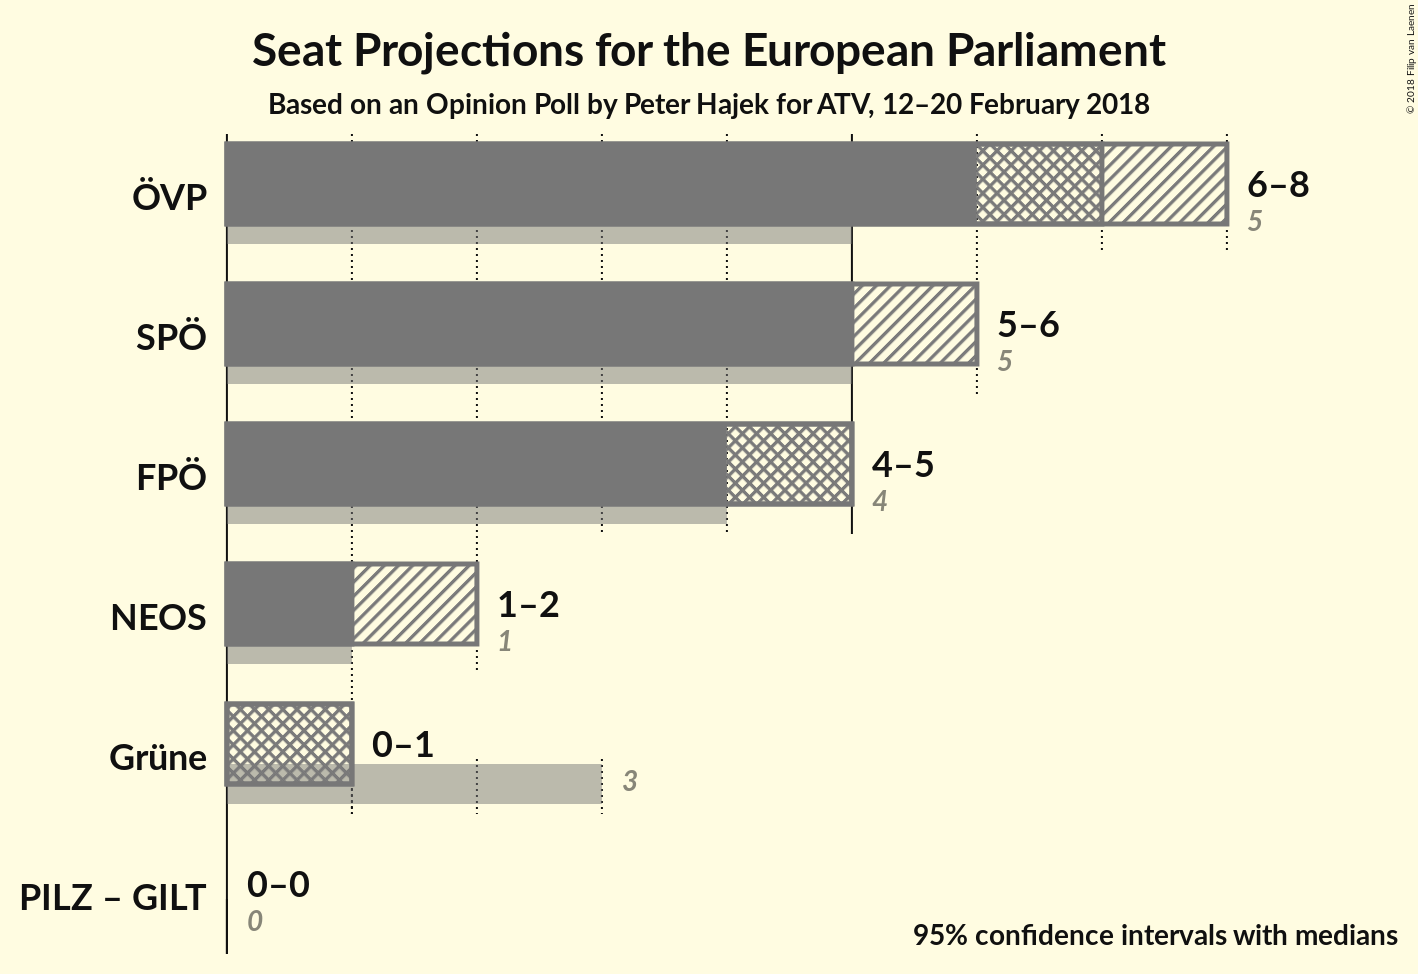 Seat Projections for the European Parliament
Based on an Opinion Poll by Peter Hajek for ATV, 12–20 February 2018
© 2018 Filip van Laenen
ÖVP
6–8
5
SPÖ
5–6
5
FPÖ
4–5
4
NEOS
1–2
1
Grüne
0–1
3
PILZ – GILT
0–0
0
95% confidence intervals with medians